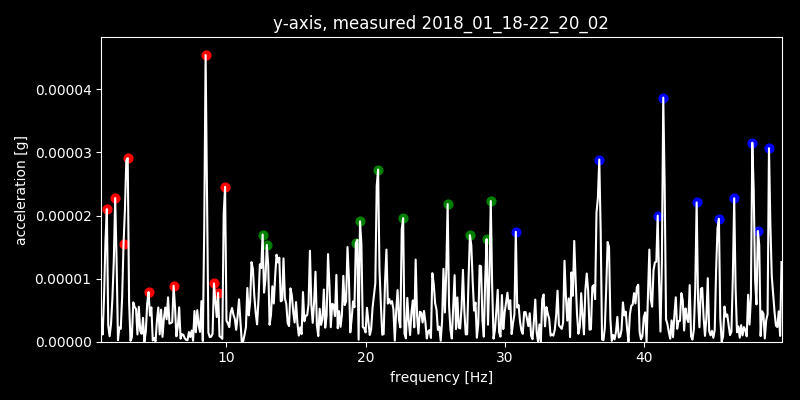 y-axis, measured 2018_01_18-22_20_02
acceleration [g]
0.00004
0.00003
0.00002
0.00001
0.00000
10 20 30 40
frequency [Hz]